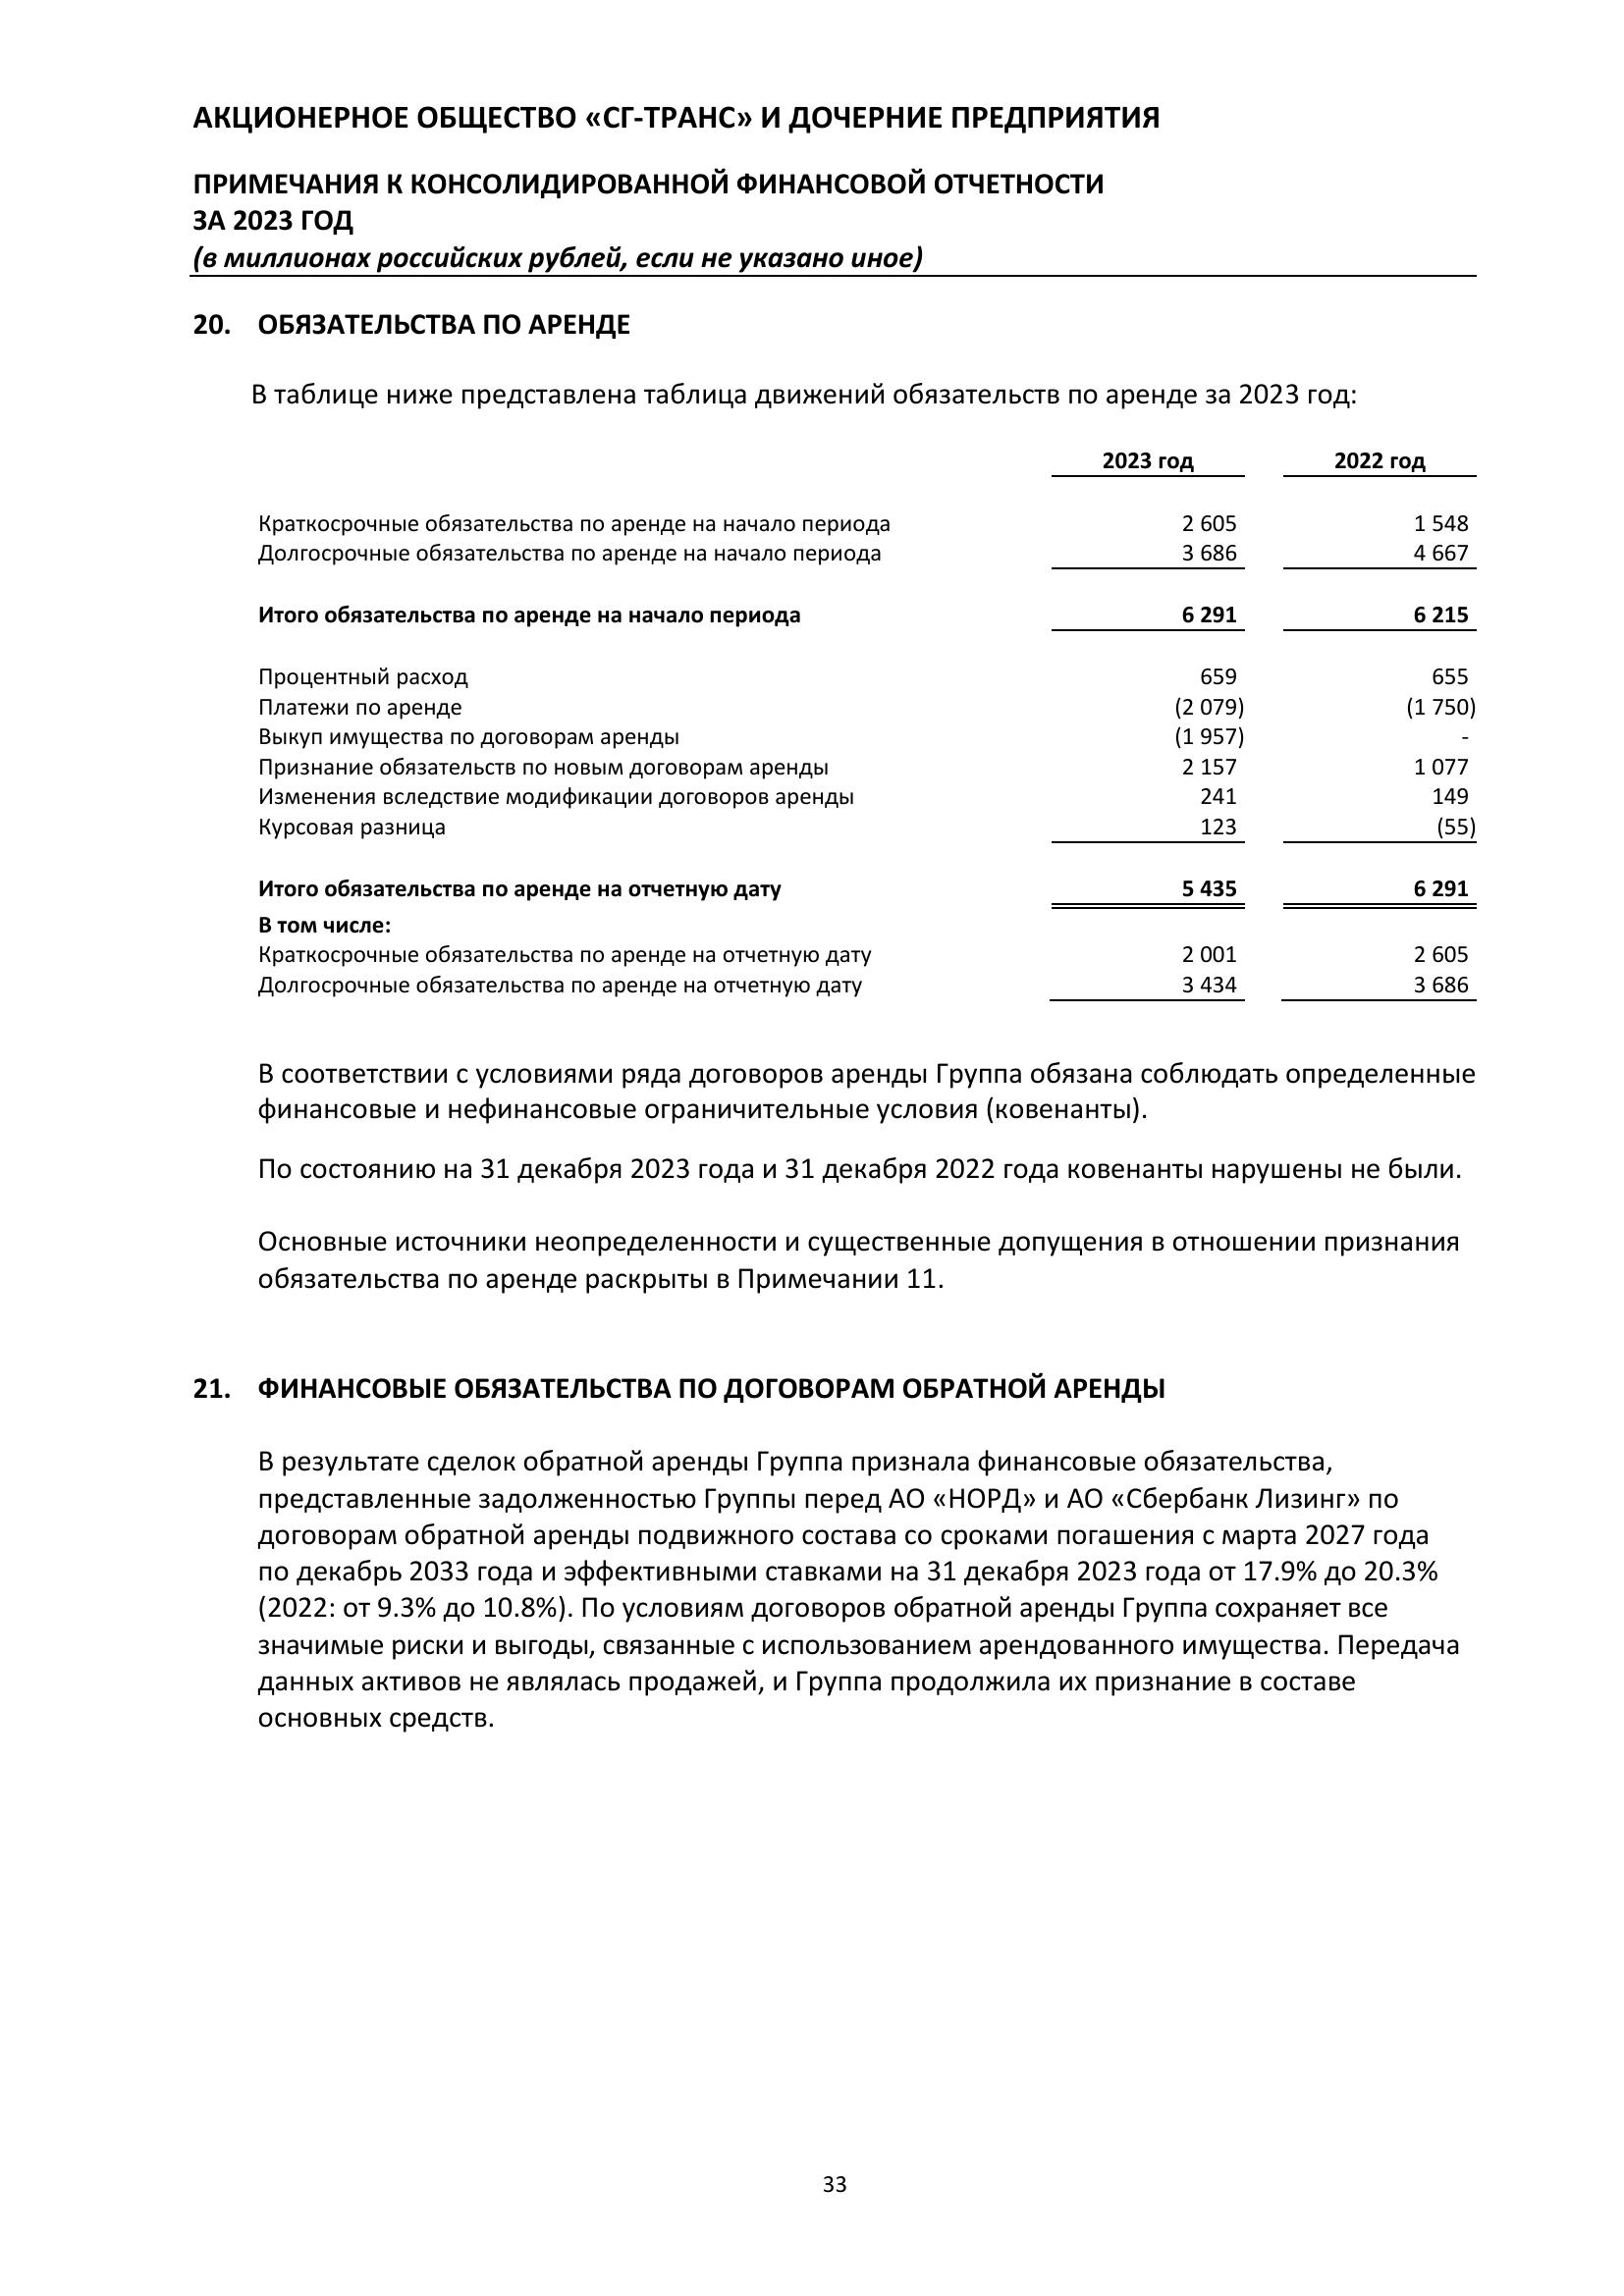 АКЦИОНЕРНОЕ ОБЩЕСТВО «СГ-ТРАНС» И ДОЧЕРНИЕ ПРЕДПРИЯТИЯ
ПРИМЕЧАНИЯ К КОНСОЛИДИРОВАННОЙ ФИНАНСОВОЙ ОТЧЕТНОСТИ
ЗА 2023 ГОД
(в миллионах российских рублей, если не указано иное)
20. ОБЯЗАТЕЛЬСТВА ПО АРЕНДЕ
В таблице ниже представлена таблица движений обязательств по аренде за 2023 год:
2023 год 2022 год
Краткосрочные обязательства по аренде на начало периода 2 605 1 548
Долгосрочные обязательства по аренде на начало периода 3 686 4 667
Итого обязательства по аренде на начало периода 6 291 6 215
Процентный расход 659 655
Платежи по аренде (2 079) (1 750)
Выкуп имущества по договорам аренды (1 957) -
Признание обязательств по новым договорам аренды 2 157 1 077
Изменения вследствие модификации договоров аренды 241 149
Курсовая разница 123 (55)
Итого обязательства по аренде на отчетную дату 5 435 6 291
В том числе:
Краткосрочные обязательства по аренде на отчетную дату 2 001 2 605
Долгосрочные обязательства по аренде на отчетную дату 3 434 3 686
В соответствии с условиями ряда договоров аренды Группа обязана соблюдать определенные
финансовые и нефинансовые ограничительные условия (ковенанты).
По состоянию на 31 декабря 2023 года и 31 декабря 2022 года ковенанты нарушены не были.
Основные источники неопределенности и существенные допущения в отношении признания
обязательства по аренде раскрыты в Примечании 11.
21. ФИНАНСОВЫЕ ОБЯЗАТЕЛЬСТВА ПО ДОГОВОРАМ ОБРАТНОЙ АРЕНДЫ
В результате сделок обратной аренды Группа признала финансовые обязательства,
представленные задолженностью Группы перед АО «НОРД» и АО «Сбербанк Лизинг» по
договорам обратной аренды подвижного состава со сроками погашения с марта 2027 года
по декабрь 2033 года и эффективными ставками на 31 декабря 2023 года от 17.9% до 20.3%
(2022: от 9.3% до 10.8%). По условиям договоров обратной аренды Группа сохраняет все
значимые риски и выгоды, связанные с использованием арендованного имущества. Передача
данных активов не являлась продажей, и Группа продолжила их признание в составе
основных средств.
33